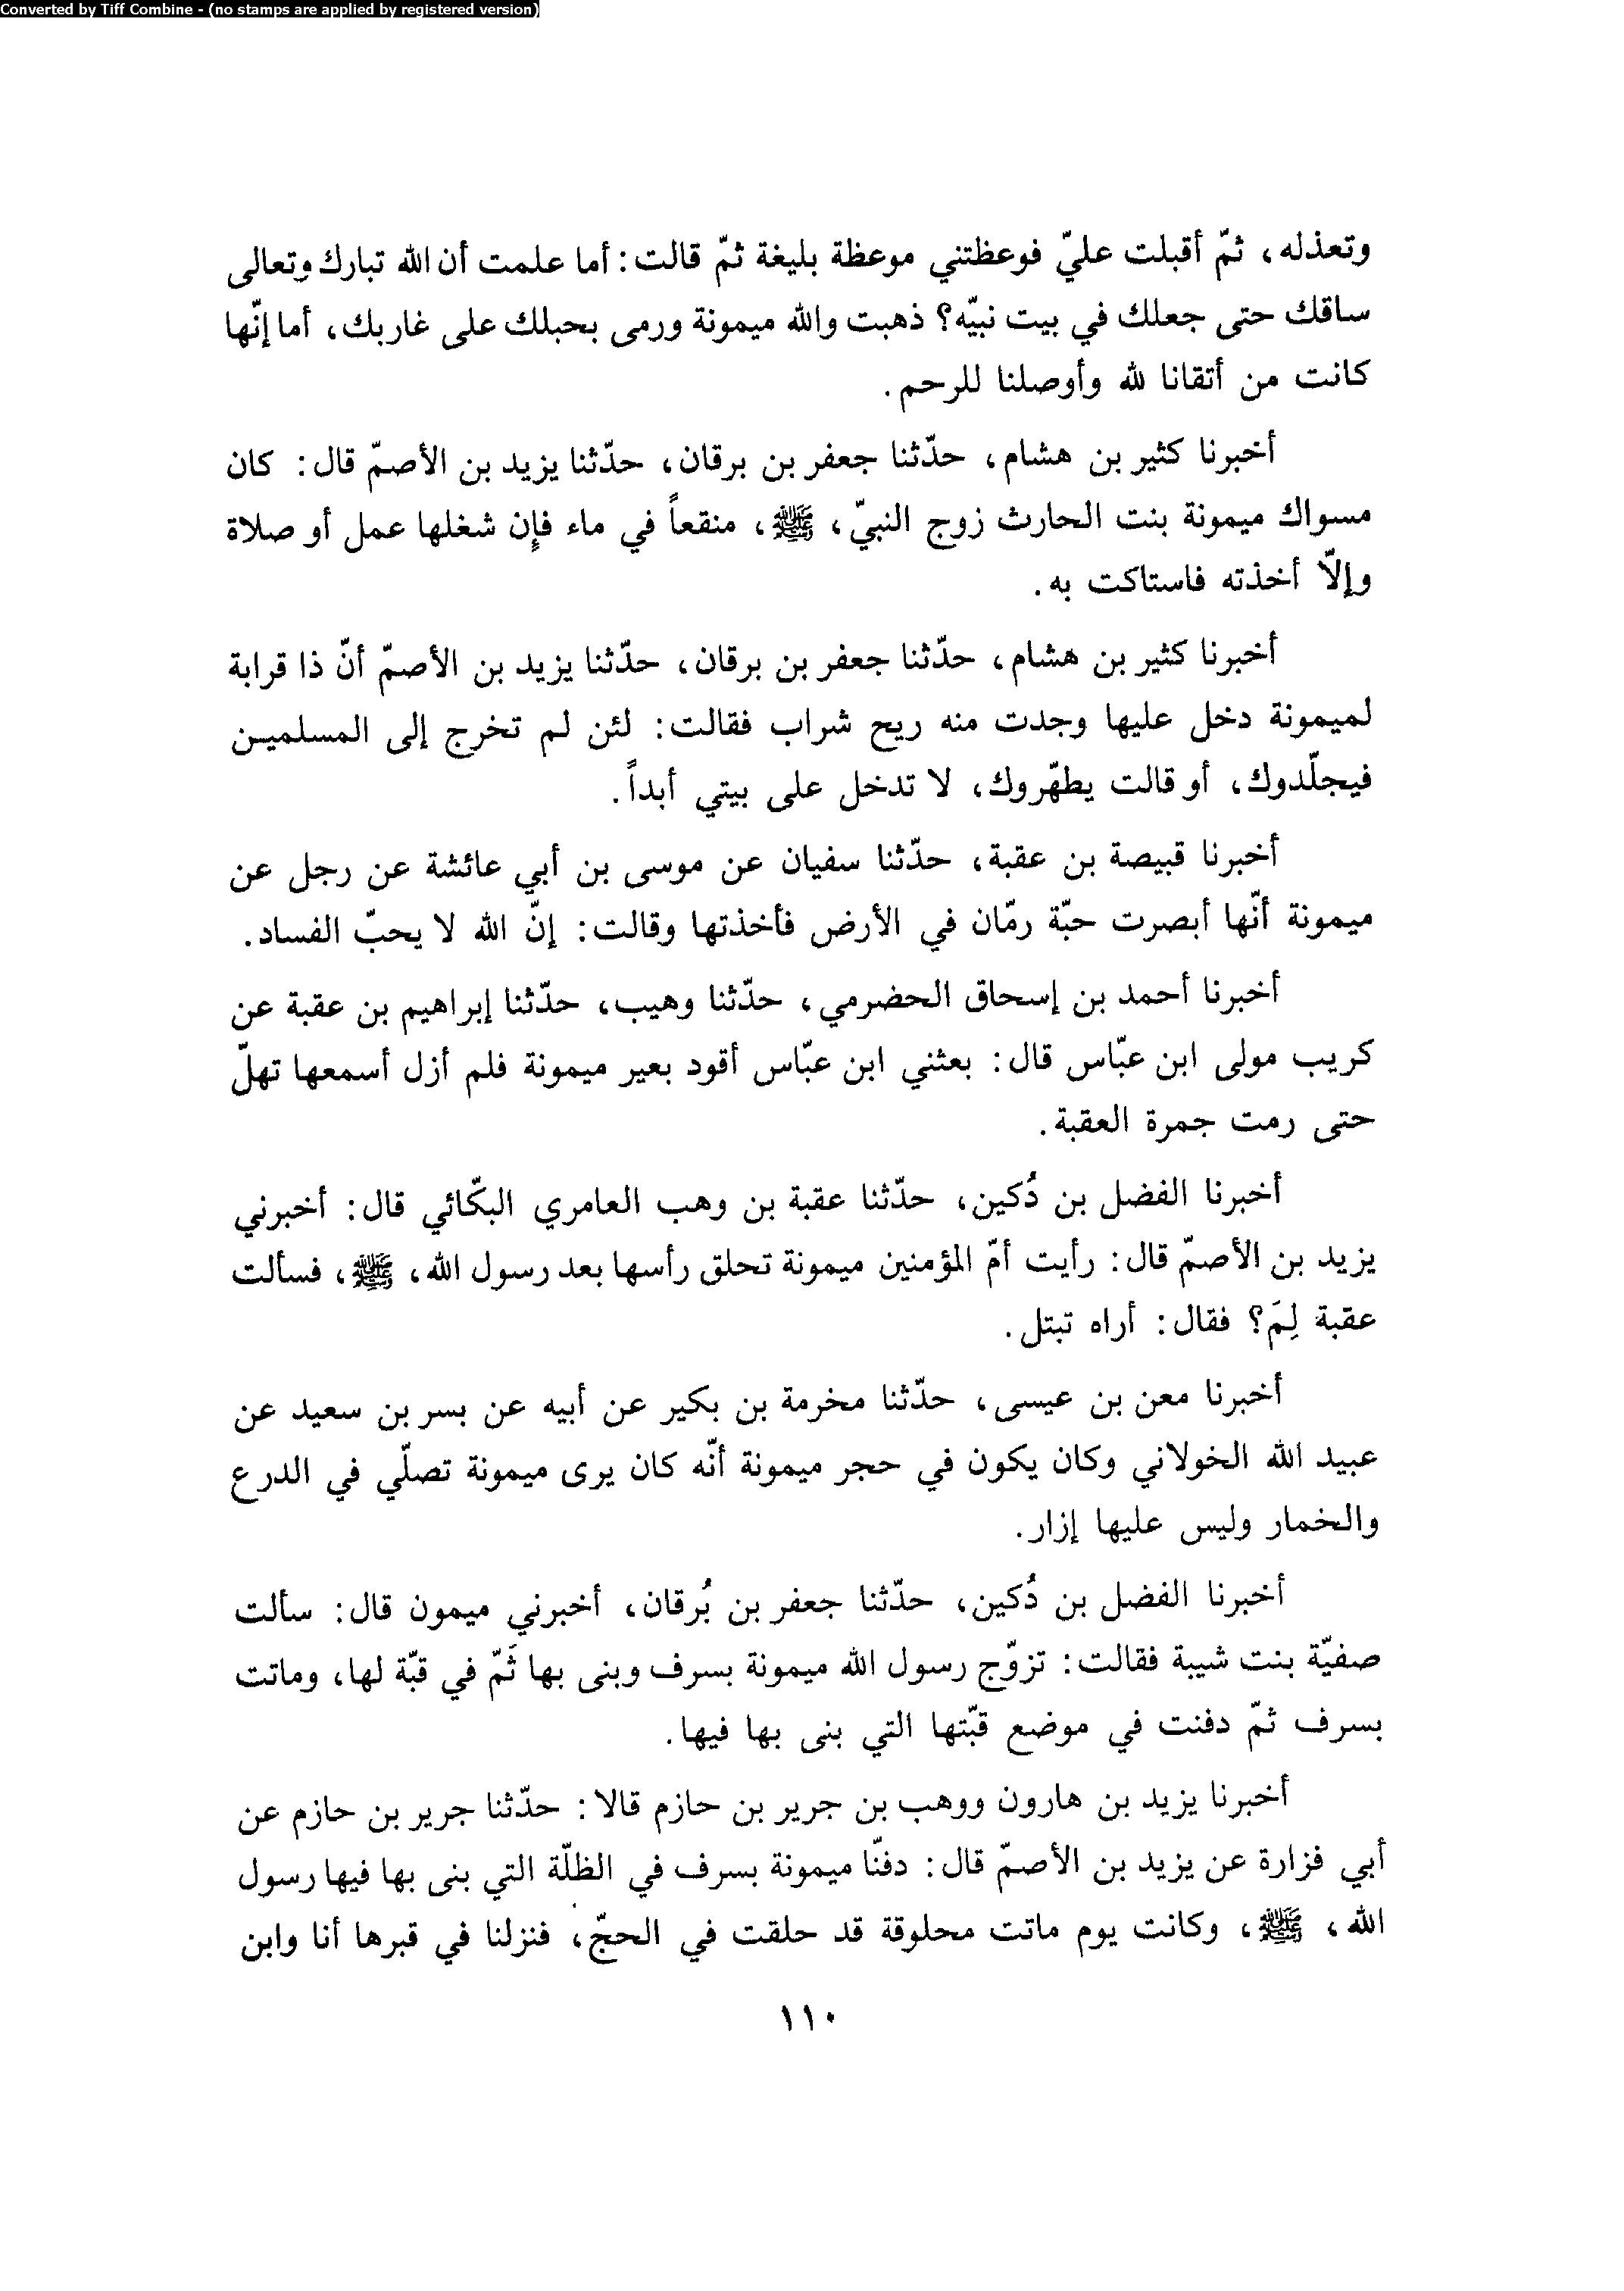 Converted by Tiff Combine - (no stamps are applied by registered version)
وتعذله، ثمّ أقبلت عليّ فوعظتني موعظة بليغة ثمّ قالت: أما علمت أن الله تبارك وتعالى
ساقك حتى جعلك في بيت نبيّه؟ ذهبت والله ميمونة ورمى بحبلك على غاربك، أما إنّها
كانت من أتقانا لله وأوصلنا للرحم.
أخبرنا كثير بن هشام، حدّثنا جعفر بن برقان، حدّثنا يزيد بن الأصمّ قال: كان
مسواك ميمونة بنت الحارث زوج النبيّ، ﷺ، منقعاً في ماء فإن شغلها عمل أو صلاة
وإلاّ أخذته فاستاكت به.
أخبرنا كثير بن هشام، حدّثنا جعفر بن برقان، حدّثنا يزيد بن الأصمّ أنّ ذا قرابة
لميمونة دخل عليها وجدت منه ريح شراب فقالت: لئن لم تخرج إلى المسلمين
فيجلّدوك، أو قالت يطهّروك، لا تدخل على بيتي أبداً.
أخبرنا قبيصة بن عقبة، حدّثنا سفيان عن موسى بن أبي عائشة عن رجل عن
ميمونة أنّها أبصرت حبّة رمّان في الأرض فأخذتها وقالت: إنّ الله لا يحبّ الفساد.
أخبرنا أحمد بن إسحاق الحضرمي، حدّثنا وهيب، حدّثنا إبراهيم بن عقبة عن
كريب مولى ابن عبّاس قال: بعثني ابن عبّاس أقود بعير ميمونة فلم أزل أسمعها تهلّ
حتى رمت جمرة العقبة.
أخبرنا الفضل بن دُكين، حدّثنا عقبة بن وهب العامري البكّائي قال: أخبرني
يزيد بن الأصمّ قال: رأيت أمّ المؤمنين ميمونة تحلق رأسها بعد رسول الله، ﷺ، فسألت
عقبة لِمَ؟ فقال: أراه تبتل.
أخبرنا معن بن عيسى، حدّثنا مخرمة بن بكير عن أبيه عن بسر بن سعيد عن
عبيد الله الخولاني وكان يكون في حجر ميمونة أنّه كان يرى ميمونة تصلّي في الدرع
والخمار وليس عليها إزار.
أخبرنا الفضل بن دُكين، حدّثنا جعفر بن بُرقان، أخبرني ميمون قال: سألت
صفيّة بنت شيبة فقالت: تزوّج رسول الله ميمونة بسرف وبنى بها ثَمّ في قبّة لها، وماتت
بسرف ثمّ دفنت في موضع قبّتها التي بنى بها فيها.
أخبرنا يزيد بن هارون ووهب بن جرير بن حازم قالا: حدّثنا جرير بن حازم عن
أبي فزارة عن يزيد بن الأصمّ قال: دفنّا ميمونة بسرف في الظلّة التي بنى بها فيها رسول
الله، ﷺ، وكانت يوم ماتت محلوقة قد حلقت في الحجّ، فنزلنا في قبرها أنا وابن
١١٠